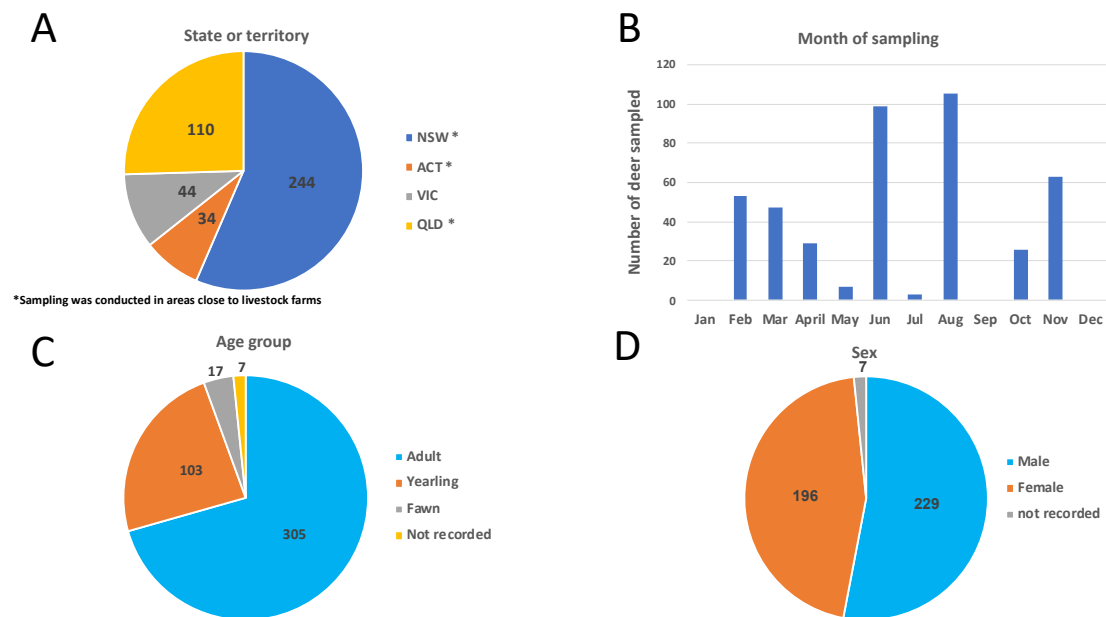 A
State or territory
110
244
44
34
NSW *
ACT *
VIC
QLD *
*Sampling was conducted in areas close to livestock farms
B
Month of sampling
Number of deer sampled
120
100
80
60
40
20
0
Jan Feb Mar April May Jun Jul Aug Sep Oct Nov Dec
C
Age group
17 7
103
305
Adult
Yearling
Fawn
Not recorded
D
Sex
7
196
229
Male
Female
not recorded